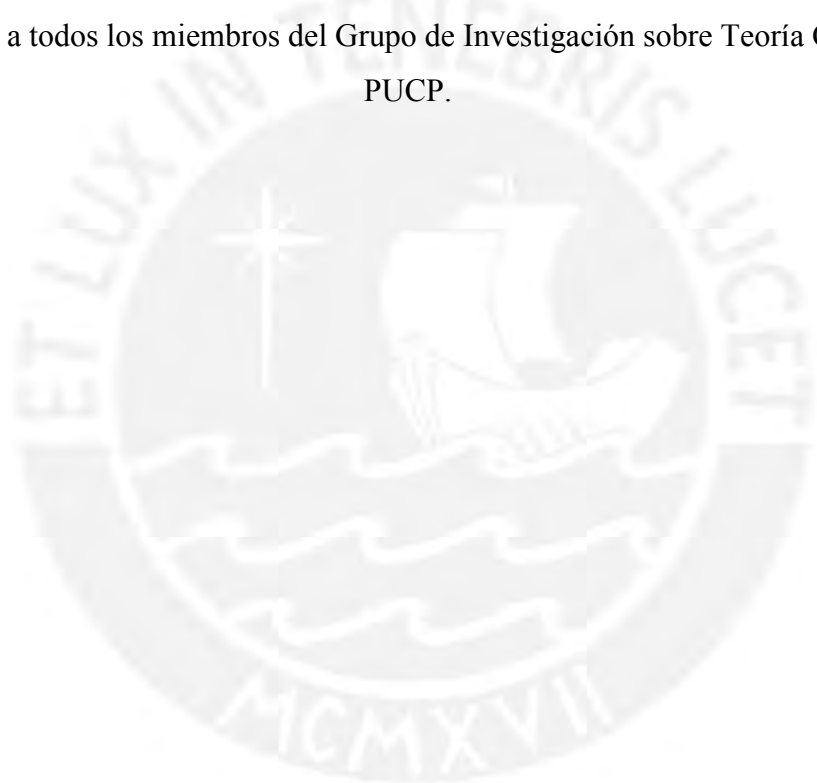 a todos los miembros del Grupo de Investigación sobre Teoría
PUCP.
ET LUX IN TENEBRIS LUCET
MCMXVII